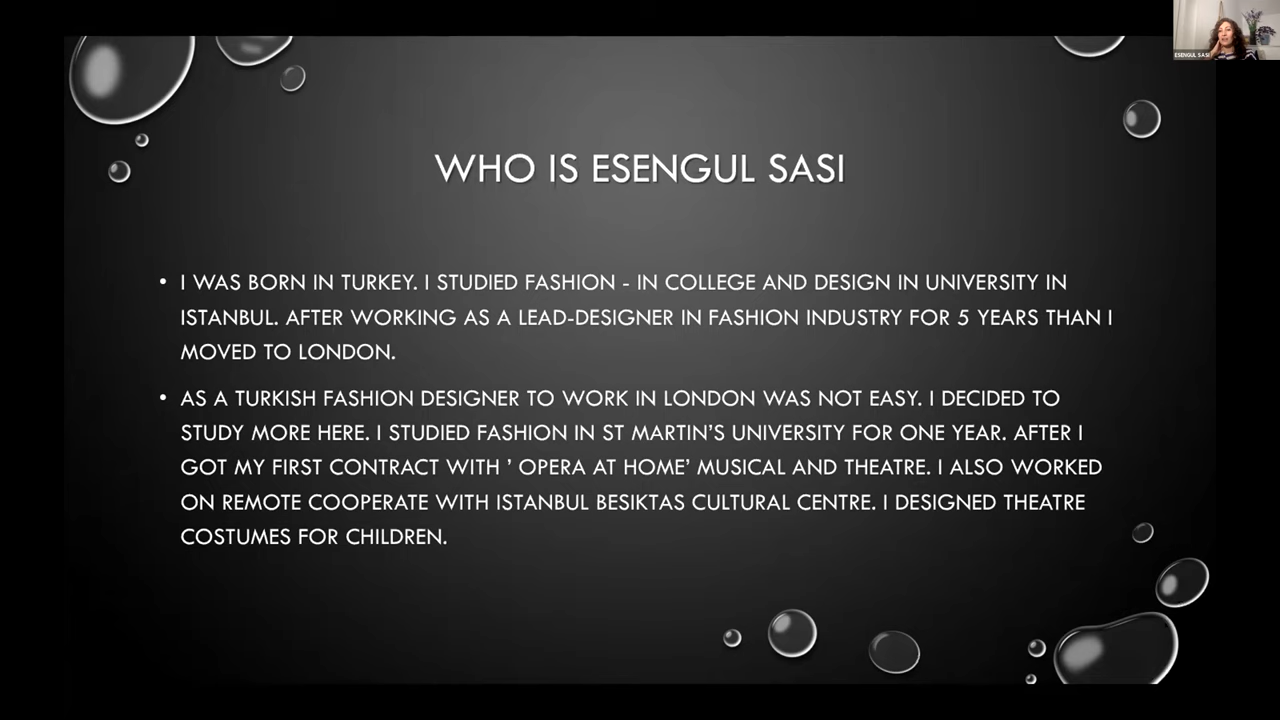 ESENGUL SASI
WHO IS ESENGUL SASI
• I WAS BORN IN TURKEY. I STUDIED FASHION - IN COLLEGE AND DESIGN IN UNIVERSITY IN
ISTANBUL. AFTER WORKING AS A LEAD-DESIGNER IN FASHION INDUSTRY FOR 5 YEARS THAN I
MOVED TO LONDON.
• AS A TURKISH FASHION DESIGNER TO WORK IN LONDON WAS NOT EASY. I DECIDED TO
STUDY MORE HERE. I STUDIED FASHION IN ST MARTIN’S UNIVERSITY FOR ONE YEAR. AFTER I
GOT MY FIRST CONTRACT WITH ’ OPERA AT HOME’ MUSICAL AND THEATRE. I ALSO WORKED
ON REMOTE COOPERATE WITH ISTANBUL BESIKTAS CULTURAL CENTRE. I DESIGNED THEATRE
COSTUMES FOR CHILDREN.